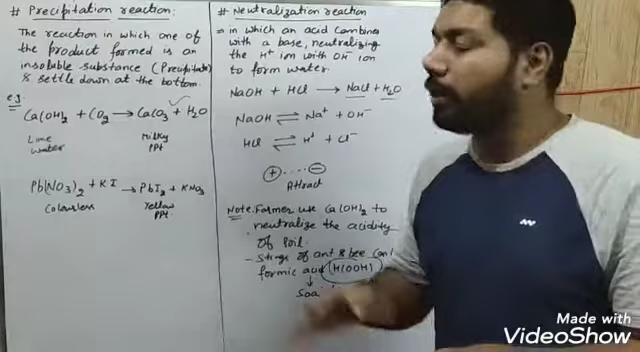 # Precipitation reaction:
The reaction in which one of
the product formed is an
insoluble substance (Precipitate)
& settle down at the bottom.
e.g
Ca(OH)2 + CO2 → CaCO3 + H2O
Lime Milky
water PPt
Pb(NO3)2 + KI → PbI2 + KNO3
Colourless Yellow
PPt.
# Neutralization reaction
= in which an acid combines
with a base, neutralizing
the H+ ion with OH- ion
to form water.
NaOH + HCl → NaCl + H2O
NaOH ⇌ Na+ + OH-
HCl ⇌ H+ + Cl-
+ .... -
Attract
Note. Farmer use Ca(OH)2 to
neutralize the acidity
of soil.
- Stings of ant & bee
formic acid (HCOOH)
↓
Made with
VideoShow